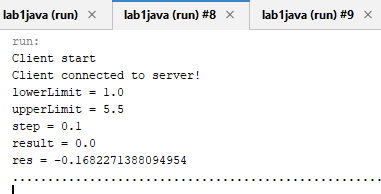 lab1java (run) × lab1java (run) #8 × lab1java (run) #9 ×
run:
Client start
Client connected to server!
lowerLimit = 1.0
upperLimit = 5.5
step = 0.1
result = 0.0
res = -0.1682271388094954
......................................................